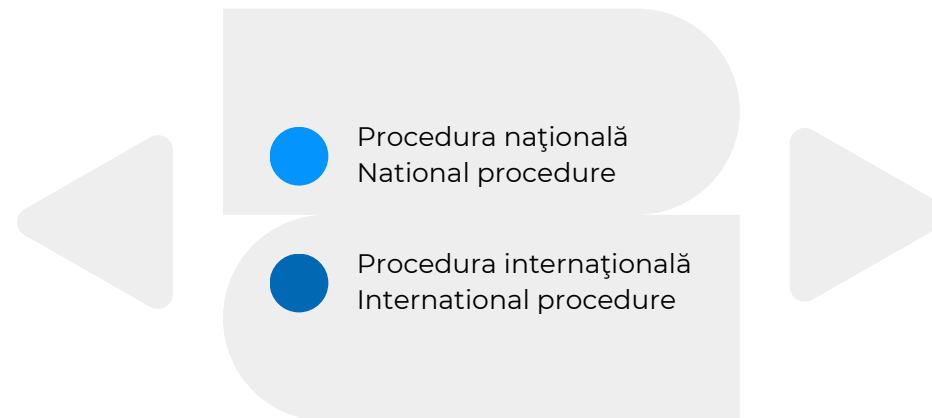 Procedura naţională
National procedure
Procedura internaţională
International procedure